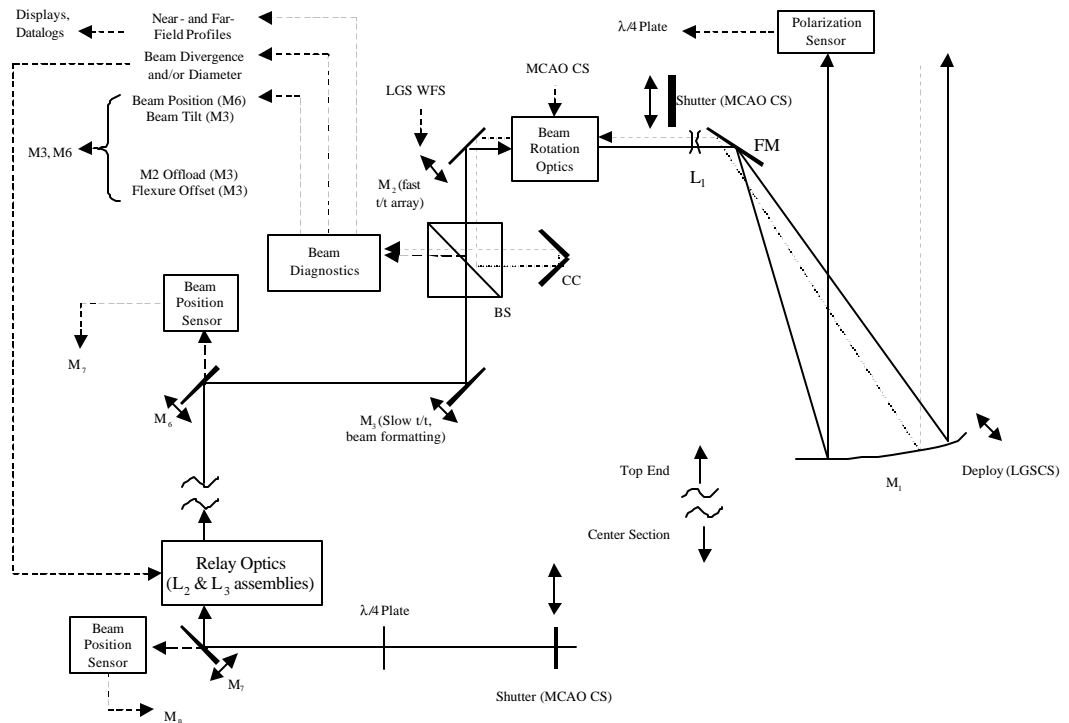 Displays,
Datalogs
Near - and Far-
Field Profiles
Beam Divergence
and/or Diameter
Beam Position (M6)
Beam Tilt (M3)
M3, M6
M2 Offload (M3)
Flexure Offset (M3)
λ/4 Plate
Polarization
Sensor
MCAO CS
LGS WFS
Shutter (MCAO CS)
Beam
Rotation
Optics
FM
L1
M2 (fast
t/t array)
Beam
Diagnostics
CC
BS
Beam
Position
Sensor
M7
M6
M3 (Slow t/t,
beam formatting)
Top End
Center Section
M1
Deploy (LGSCS)
Relay Optics
(L2 & L3 assemblies)
λ/4 Plate
Beam
Position
Sensor
M7
Shutter (MCAO CS)
M8